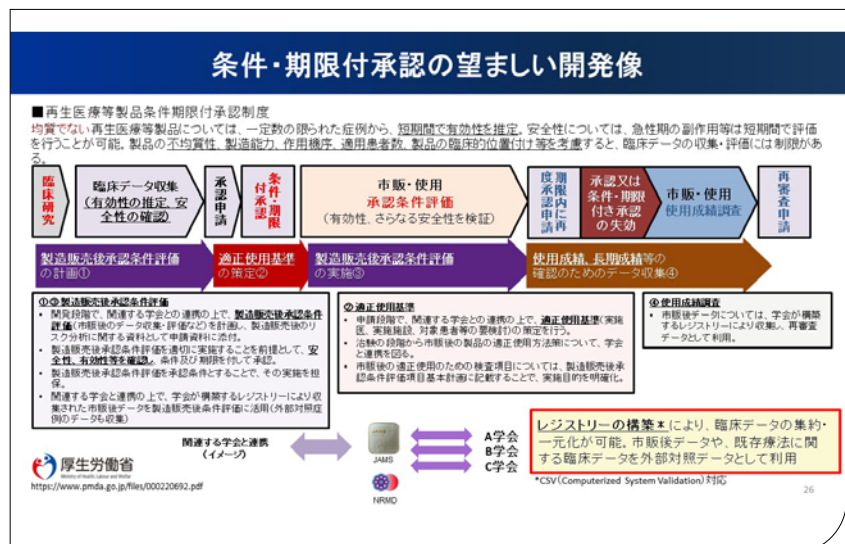 条件・期限付承認の望ましい開発像
■再生医療等製品条件期限付承認制度
均質でない再生医療等製品については、一定数の限られた症例から、短期間で有効性を推定。安全性については、急性期の副作用等は短期間で評価
を行うことが可能。製品の不均質性、製造能力、作用機序、適用患者数、製品の臨床的位置付け等を考慮すると、臨床データの収集・評価には制限があ
る。
臨床研究
臨床データ収集
(有効性の推定、安
全性の確認)
承認申請
条件・期限
付承認
市販・使用
承認条件評価
(有効性、さらなる安全性を検証)
期限内に再
度承認申請
承認又は
条件・期限
付き承認
の失効
市販・使用
使用成績調査
再審査申請
製造販売後承認条件評価
の計画①
適正使用基準
の策定②
製造販売後承認条件評価
の実施③
使用成績、長期成績等の
確認のためのデータ収集④
①③製造販売後承認条件評価
• 開発段階で、関連する学会との連携の上で、製造販売後承認条件
評価(市販後のデータ収集・評価など)を計画し、製造販売後のリ
スク分析に関する資料として申請資料に添付。
• 製造販売後承認条件評価を適切に実施することを前提として、安
全性、有効性等を確認し、条件及び期限を付して承認。
• 製造販売後承認条件評価を承認条件とすることで、その実施を担
保。
• 関連する学会と連携の上で、学会が構築するレジストリーにより収
集された市販後データを製造販売後条件評価に活用(外部対照症
例のデータも収集)
②適正使用基準
• 申請段階で、関連する学会との連携の上で、適正使用基準(実施
医、実施施設、対象患者等の要検討)の策定を行う。
• 治験の段階から市販後の製品の適正使用方法策について、学会
と連携を図る。
• 市販後の適正使用のための検査項目については、製造販売後承
認条件評価項目基本計画に記載することで、実施目的を明確化。
④使用成績調査
• 市販後データについては、学会が構築
するレジストリーにより収集し、再審査
データとして利用。
関連する学会と連携
(イメージ)
JAMS
NRMD
A学会
B学会
C学会
レジストリーの構築*により、臨床データの集約・
一元化が可能。市販後データや、既存療法に関
する臨床データを外部対照データとして利用
*CSV(Computerized System Validation)対応
厚生労働省
Ministry of Health, Labour and Welfare
https://www.pmda.go.jp/files/000220692.pdf
26